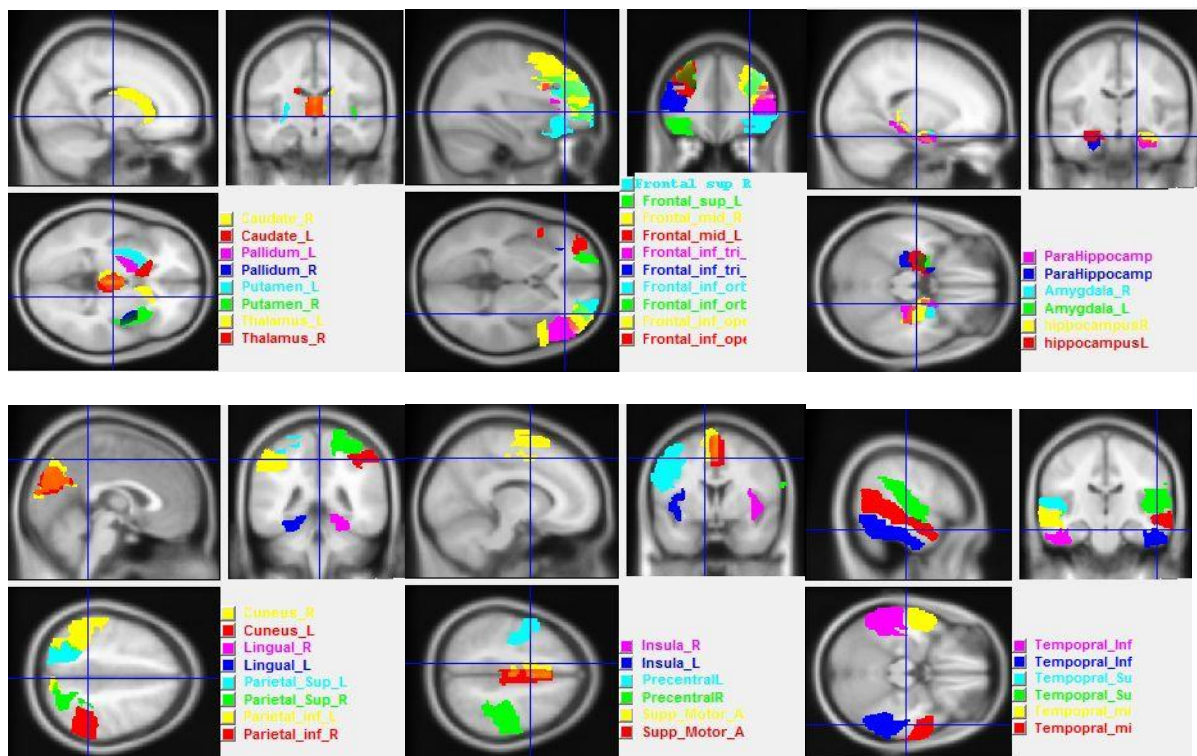 Caudate_R
Caudate_L
Pallidum_L
Pallidum_R
Putamen_L
Putamen_R
Thalamus_L
Thalamus_R
Frontal sup R
Frontal_sup_L
Frontal_mid_R
Frontal_mid_L
Frontal_inf_tri_
Frontal_inf_tri_
Frontal_inf_orb
Frontal_inf_orb
Frontal_inf_ope
Frontal_inf_ope
ParaHippocamp
ParaHippocamp
Amygdala_R
Amygdala_L
hippocampusR
hippocampusL
Cuneus_R
Cuneus_L
Lingual_R
Lingual_L
Parietal_Sup_L
Parietal_Sup_R
Parietal_inf_L
Parietal_inf_R
Insula_R
Insula_L
PrecentralL
PrecentralR
Supp_Motor_A
Supp_Motor_A
Tempopral_Inf
Tempopral_Inf
Tempopral_Su
Tempopral_Su
Tempopral_mi
Tempopral_mi